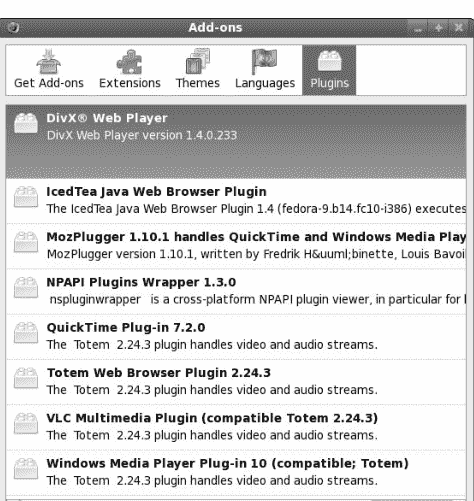 Add-ons
Get Add-ons Extensions Themes Languages Plugins
DivX® Web Player
DivX Web Player version 1.4.0.233
IcedTea Java Web Browser Plugin
The IcedTea Java Web Browser Plugin 1.4 (fedora-9.b14.fc10-i386) executes
MozPlugger 1.10.1 handles QuickTime and Windows Media Play
MozPlugger version 1.10.1, written by Fredrik H&uuml;binette, Louis Bavoi
NPAPI Plugins Wrapper 1.3.0
nspluginwrapper is a cross-platform NPAPI plugin viewer, in particular for
QuickTime Plug-in 7.2.0
The Totem 2.24.3 plugin handles video and audio streams.
Totem Web Browser Plugin 2.24.3
The Totem 2.24.3 plugin handles video and audio streams.
VLC Multimedia Plugin (compatible Totem 2.24.3)
The Totem 2.24.3 plugin handles video and audio streams.
Windows Media Player Plug-in 10 (compatible; Totem)
The Totem 2.24.3 plugin handles video and audio streams.